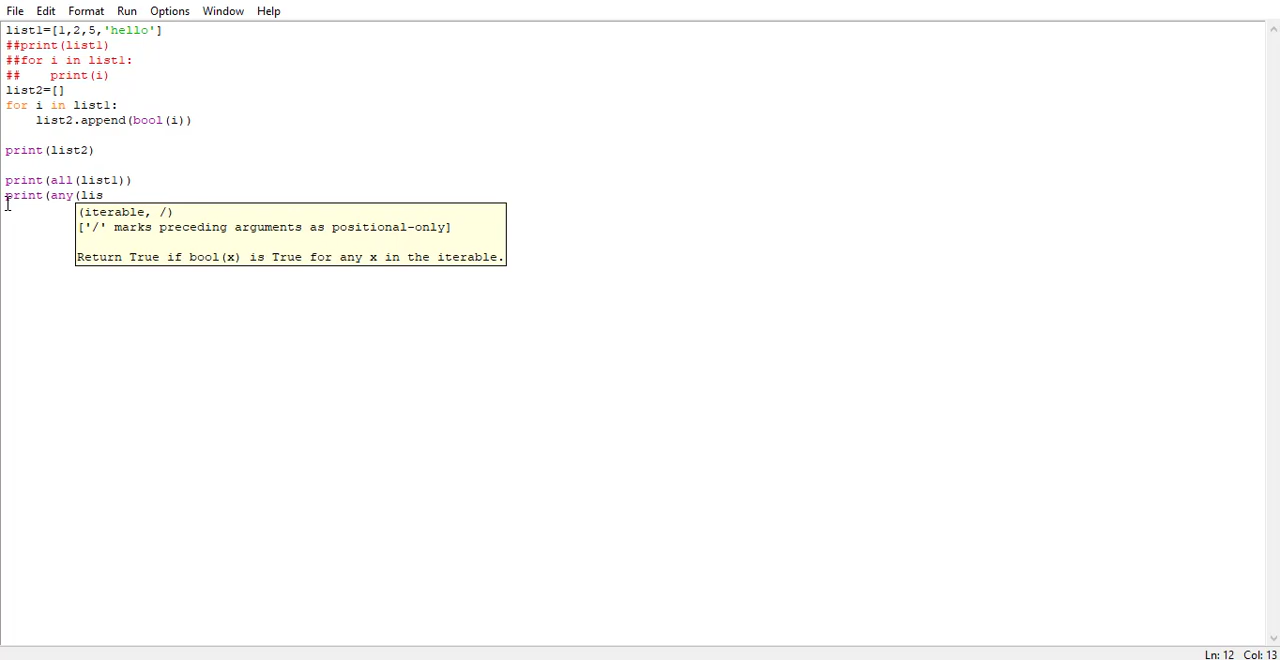 File Edit Format Run Options Window Help
list1=[1,2,5,'hello']
##print(list1)
##for i in list1:
##    print(i)
list2=[]
for i in list1:
    list2.append(bool(i))
print(list2)
print(all(list1))
print(any(lis
(iterable, /)
['/' marks preceding arguments as positional-only]
Return True if bool(x) is True for any x in the iterable.
Ln: 12 Col: 13